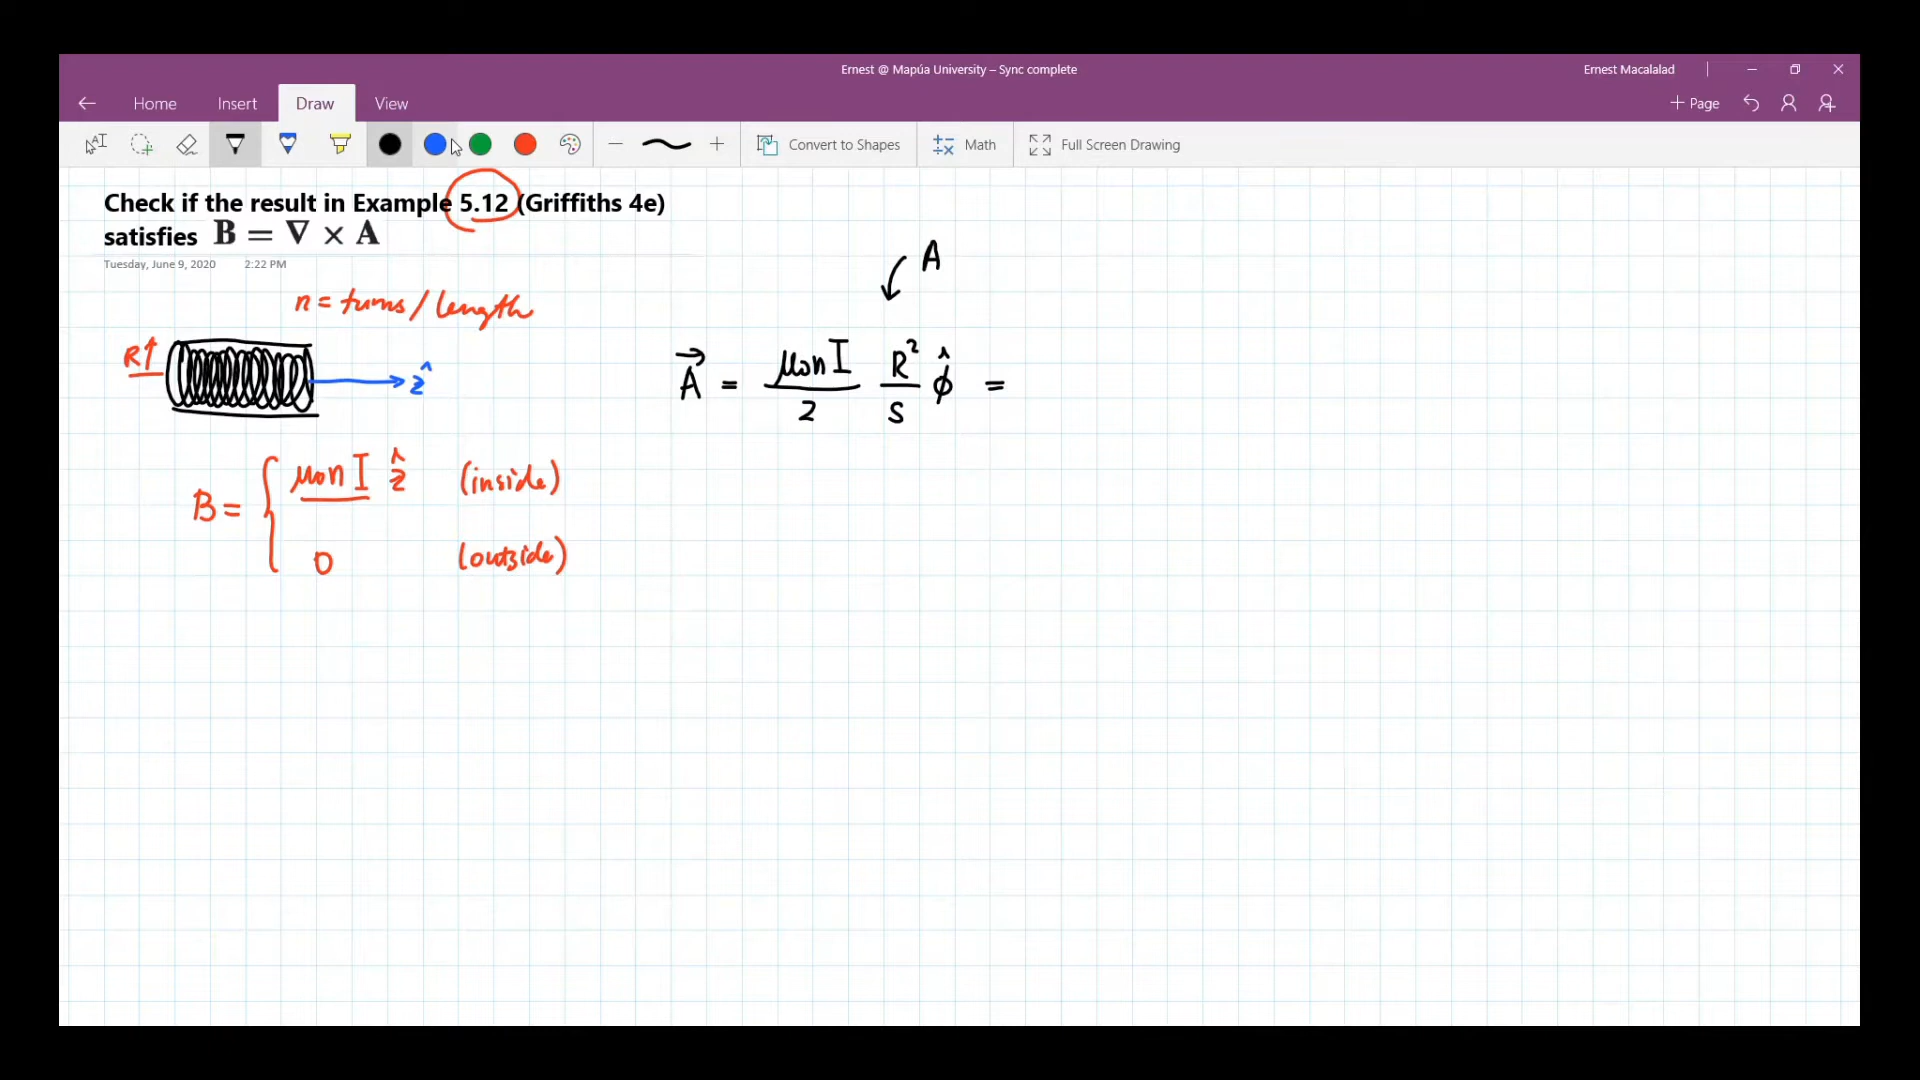 Ernest @ Mapúa University – Sync complete
Ernest Macalalad
Home Insert Draw View
Page
Convert to Shapes
Math
Full Screen Drawing
Check if the result in Example 5.12 (Griffiths 4e)
satisfies B = ∇ × A
Tuesday, June 9, 2020 2:22 PM
n = turns / length
R↑
ẑ
B = { μ₀nI ẑ (inside)
0 (outside)
A
A⃗ = μ₀nI/2 R²/s φ̂ =